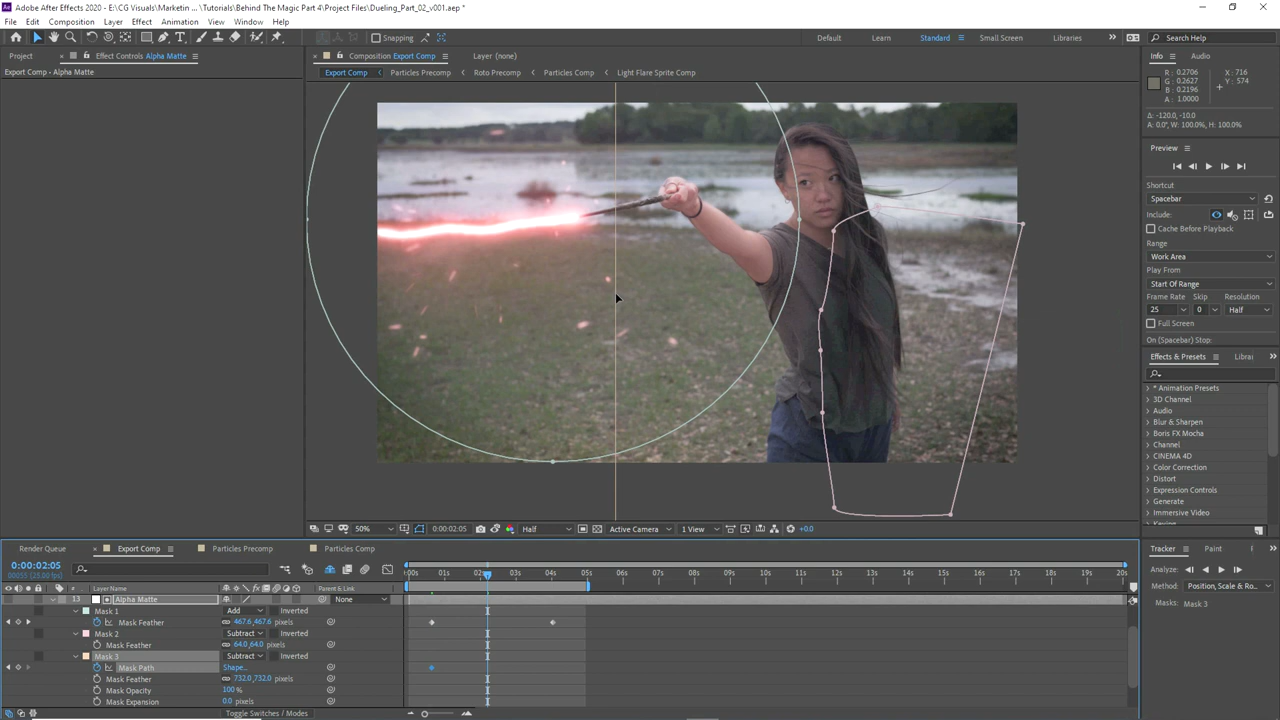 Adobe After Effects 2020 - E:\CG Visuals\Marketin ... \Tutorials\Behind The Magic Part 4\Project Files\Dueling_Part_02_v001.aep *
File Edit Composition Layer Effect Animation View Window Help
Snapping
Default Learn Standard Small Screen Libraries Search Help
Project Effect Controls Alpha Matte
Composition Export Comp Layer (none)
Info Audio
Export Comp · Alpha Matte
Export Comp Particles Precomp Roto Precomp Particles Comp Light Flare Sprite Comp
R : 0.2706
G : 0.2627
B : 0.2196
A : 1.0000
X : 716
Y : 574
Δ: -120.0, -10.0
A: 0.0°, W: 100.0%, H: 100.0%
Preview
Shortcut
Spacebar
Include:
Cache Before Playback
Range
Work Area
Play From
Start Of Range
Frame Rate Skip Resolution
25 0 Half
Full Screen
On (Spacebar) Stop:
Effects & Presets Librai
* Animation Presets
3D Channel
Audio
Blur & Sharpen
Boris FX Mocha
Channel
CINEMA 4D
Color Correction
Distort
Expression Controls
Generate
Immersive Video
50% 0:00:02:05 Half Active Camera 1 View +0.0
Render Queue Export Comp Particles Precomp Particles Comp
0:00:02:05
00055 (25.00 fps)
# Layer Name Parent & Link
:00s 01s 02s 03s 04s 05s 06s 07s 08s 09s 10s 11s 12s 13s 14s 15s 16s 17s 18s 19s 20s
13 Alpha Matte None
Mask 1 Add Inverted
Mask Feather 467.6,467.6 pixels
Mask 2 Subtract Inverted
Mask Feather 64.0,64.0 pixels
Mask 3 Subtract Inverted
Mask Path Shape...
Mask Feather 732.0,732.0 pixels
Mask Opacity 100 %
Mask Expansion 0.0 pixels
Toggle Switches / Modes
Tracker Paint
Analyze:
Method: Position, Scale & Ro...
Masks: Mask 3